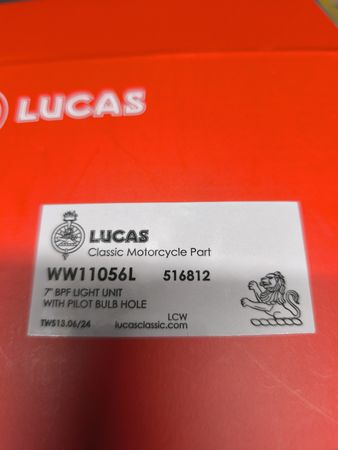 LUCAS
LUCAS
Classic Motorcycle Part
WW11056L 516812
7" BPF LIGHT UNIT
WITH PILOT BULB HOLE
LCW
TW513.06/24 lucasclassic.com